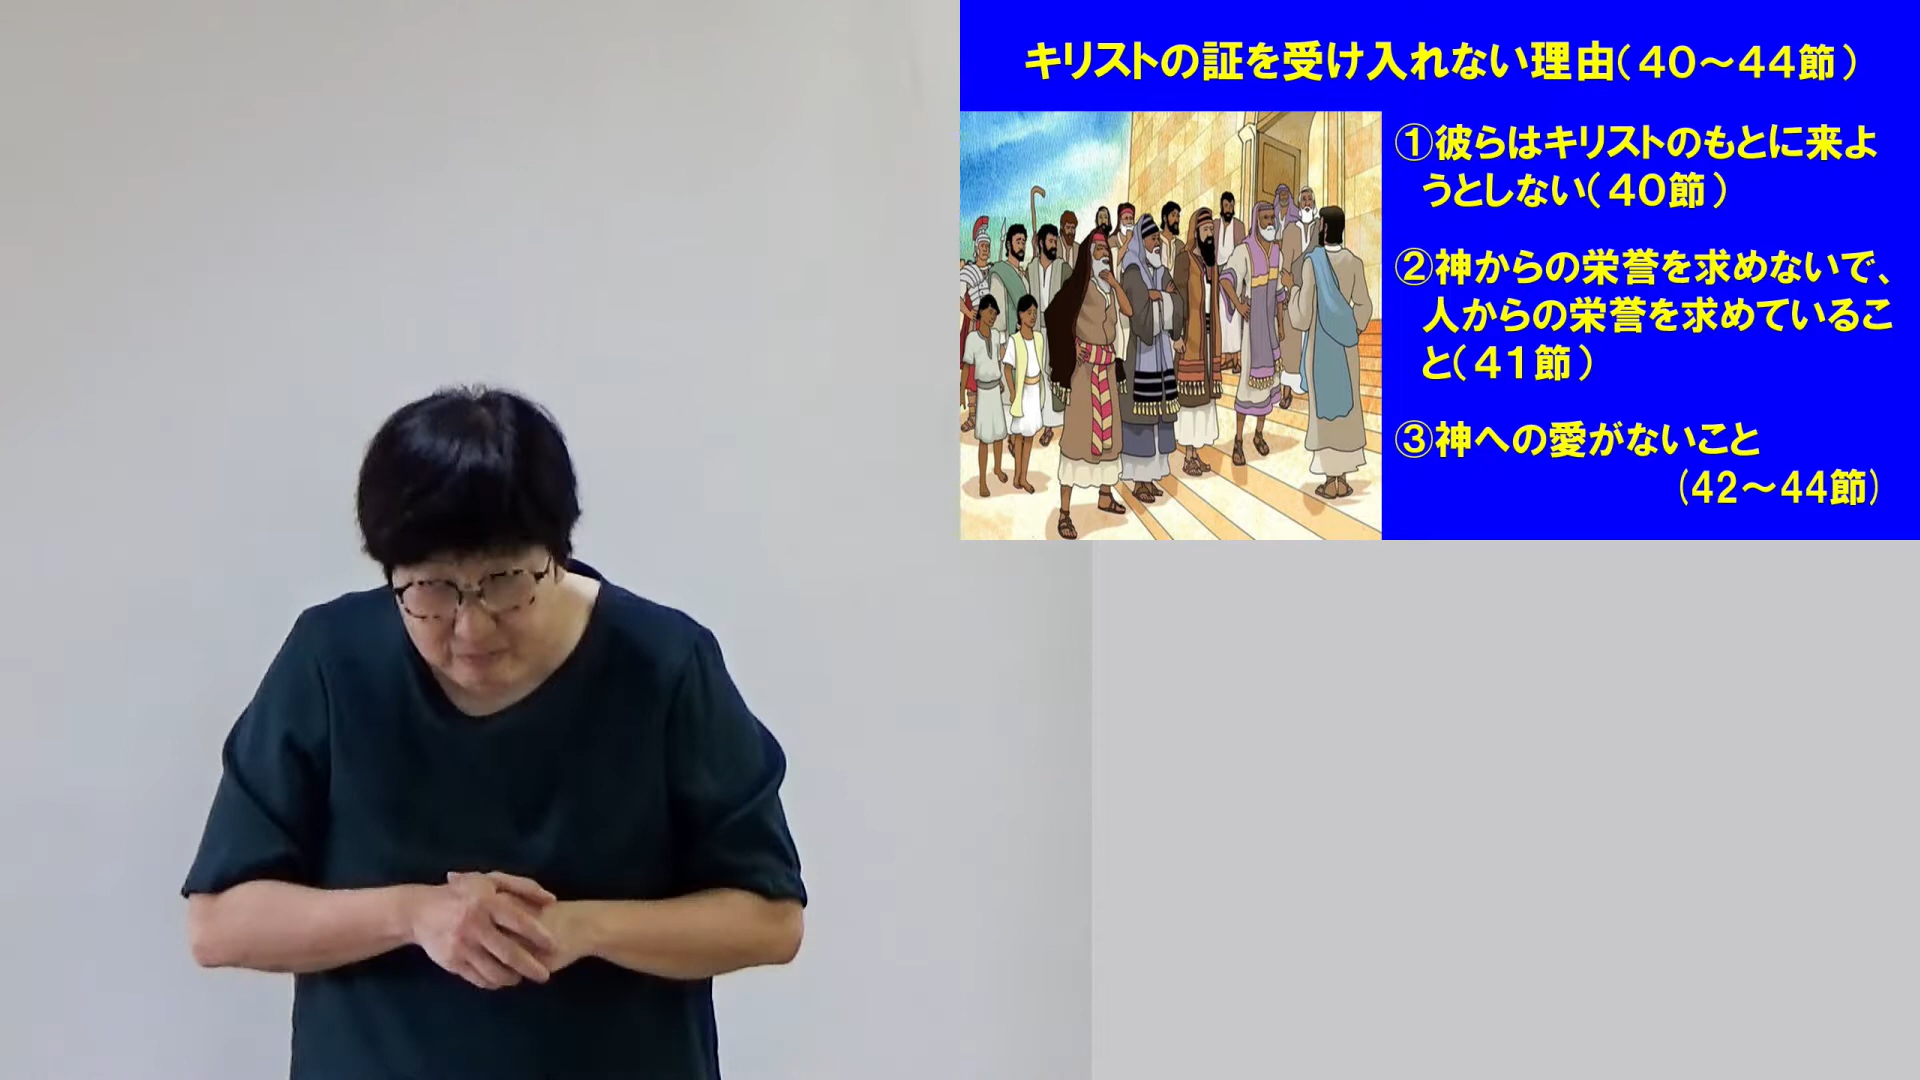 キリストの証を受け入れない理由（４０～４４節）
①彼らはキリストのもとに来よ
うとしない（４０節）
②神からの栄誉を求めないで、
人からの栄誉を求めているこ
と（４１節）
③神への愛がないこと
(42～44節)